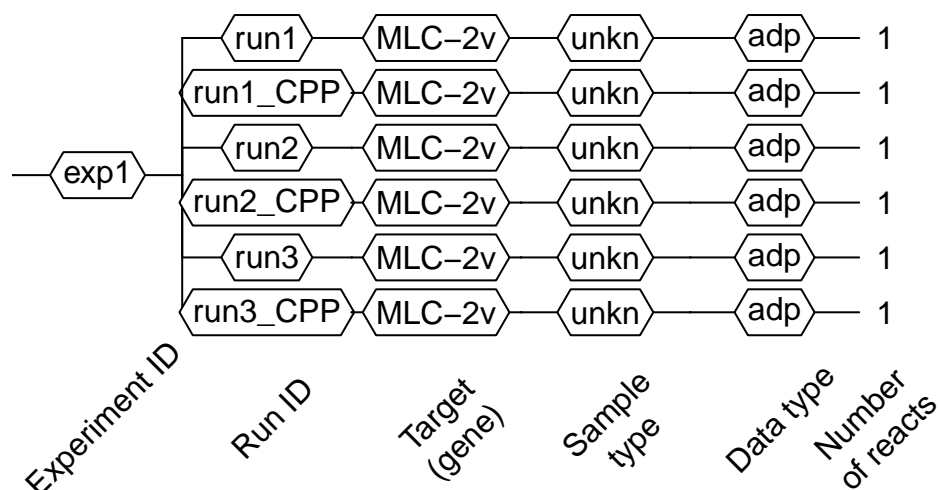 run1 MLC−2v unkn adp 1
run1_CPP MLC−2v unkn adp 1
run2 MLC−2v unkn adp 1
exp1
run2_CPP MLC−2v unkn adp 1
run3 MLC−2v unkn adp 1
run3_CPP MLC−2v unkn adp 1
Experiment ID
Run ID
Target
(gene)
Sample
type
Data type
Number
of reacts